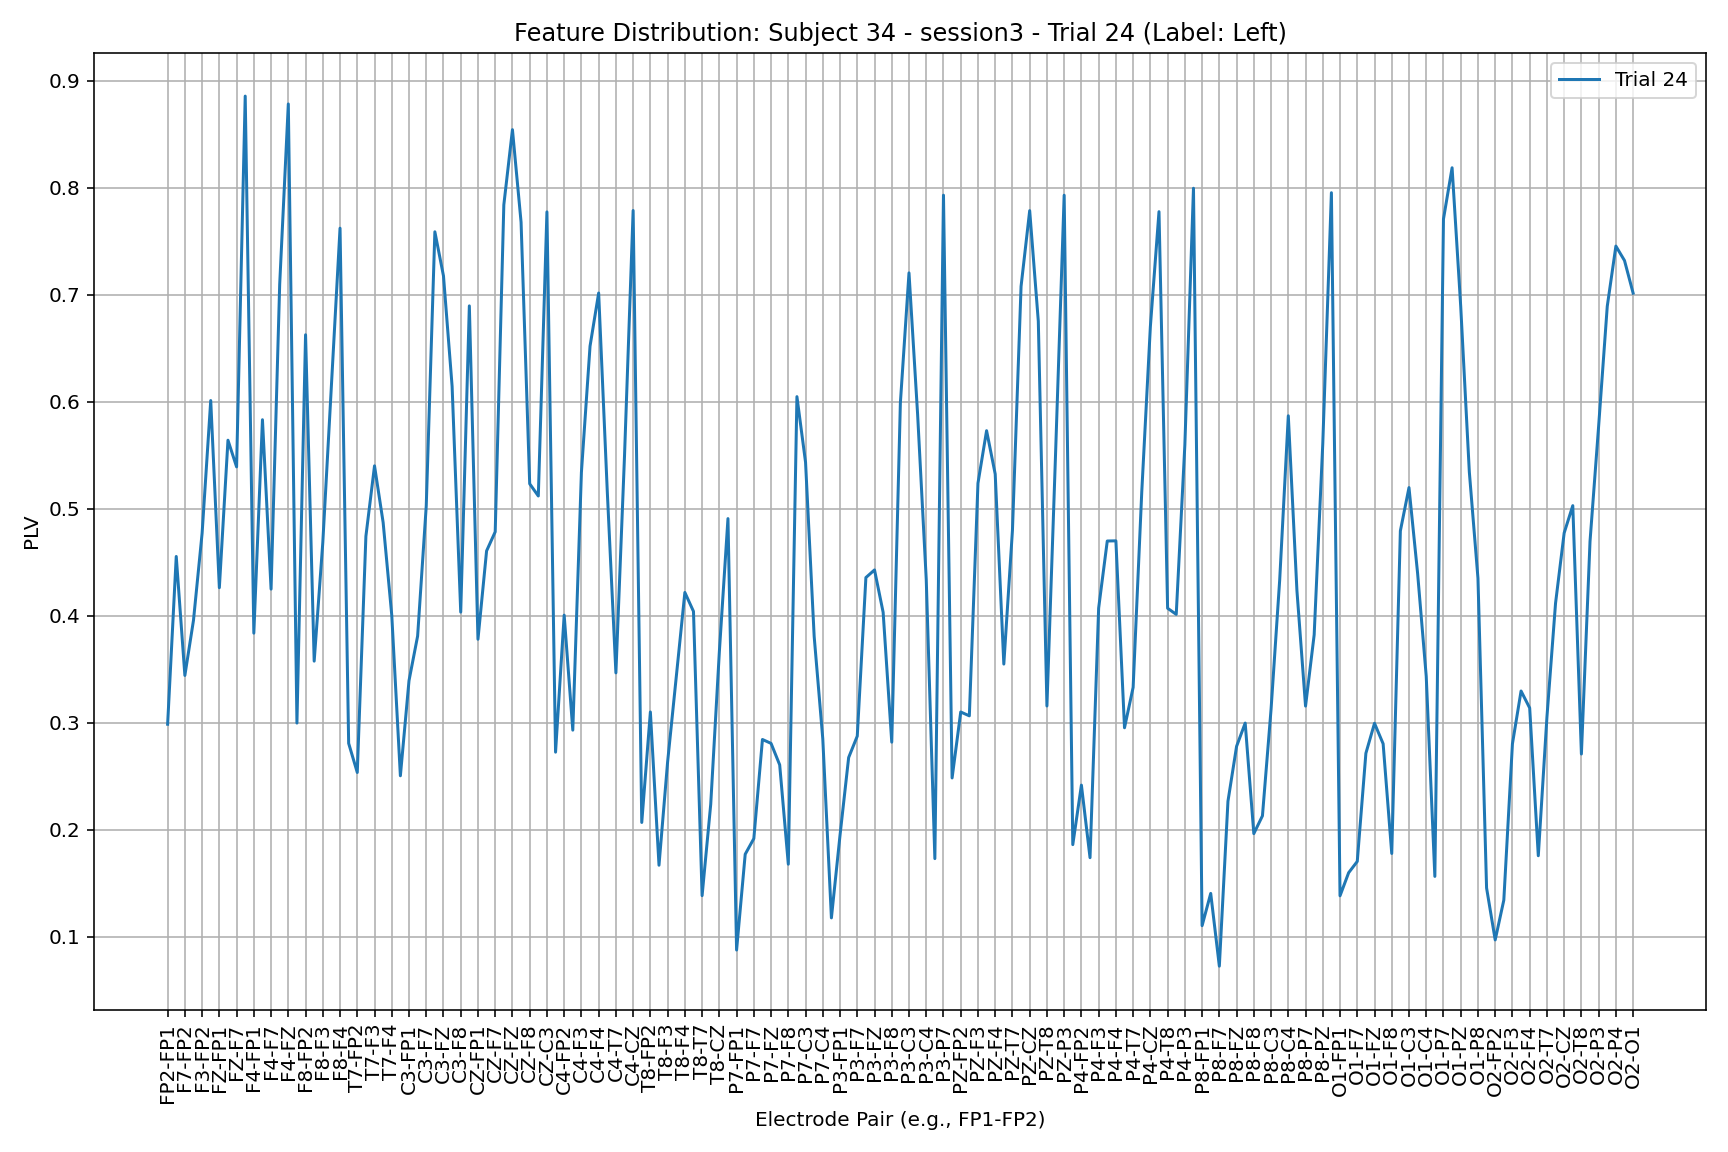 Feature Distribution: Subject 34 - session3 - Trial 24 (Label: Left)
Trial 24
0.9
0.8
0.7
0.6
0.5
0.4
0.3
0.2
0.1
PLV
FP2-FP1
F7-FP2
F3-FP2
FZ-FP1
FZ-F7
F4-FP1
F4-F7
F4-FZ
F8-FP2
F8-F3
F8-F4
T7-FP2
T7-F3
T7-F4
C3-FP1
C3-F7
C3-FZ
C3-F8
CZ-FP1
CZ-F7
CZ-FZ
CZ-F8
CZ-C3
C4-FP2
C4-F3
C4-F4
C4-T7
C4-CZ
T8-FP2
T8-F3
T8-F4
T8-T7
T8-CZ
P7-FP1
P7-F7
P7-FZ
P7-F8
P7-C3
P7-C4
P3-FP1
P3-F7
P3-FZ
P3-F8
P3-C3
P3-C4
P3-P7
PZ-FP2
PZ-F3
PZ-F4
PZ-T7
PZ-CZ
PZ-T8
PZ-P3
P4-FP2
P4-F3
P4-F4
P4-T7
P4-CZ
P4-T8
P4-P3
P8-FP1
P8-F7
P8-FZ
P8-F8
P8-C3
P8-C4
P8-P7
P8-PZ
O1-FP1
O1-F7
O1-FZ
O1-F8
O1-C3
O1-C4
O1-P7
O1-PZ
O1-P8
O2-FP2
O2-F3
O2-F4
O2-T7
O2-CZ
O2-T8
O2-P3
O2-P4
O2-O1
Electrode Pair (e.g., FP1-FP2)